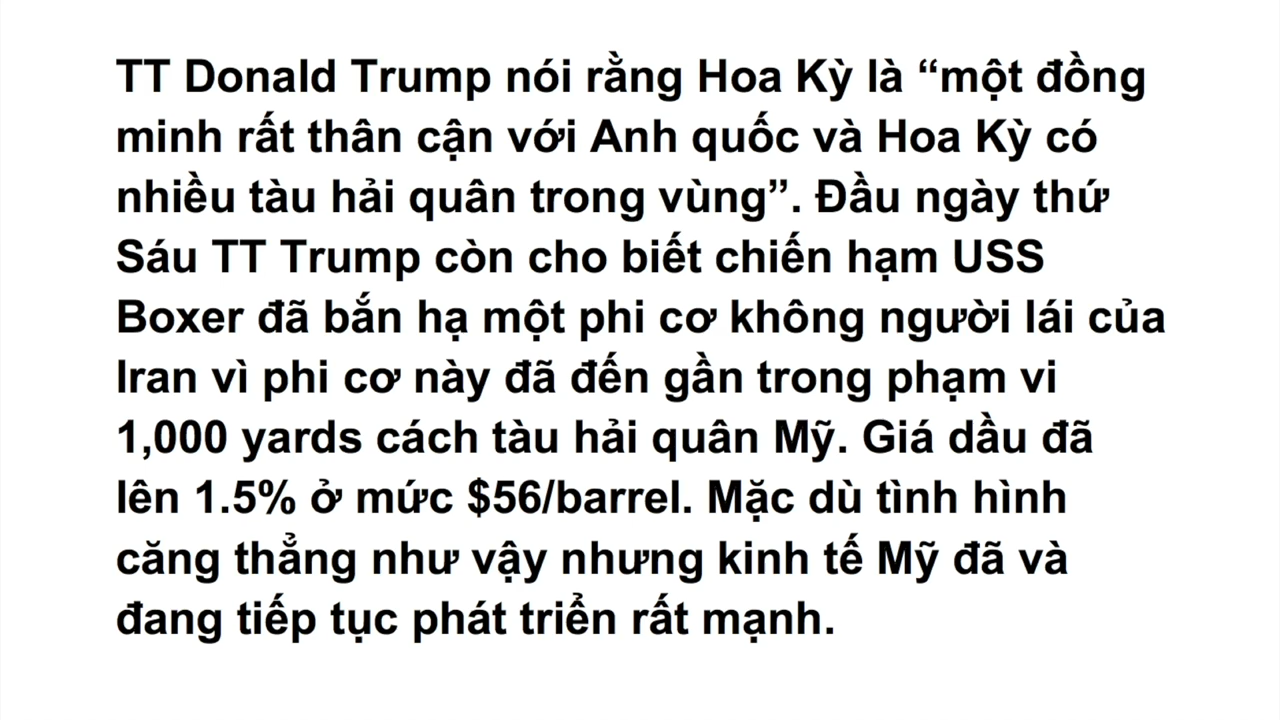 TT Donald Trump nói rằng Hoa Kỳ là “một đồng
minh rất thân cận với Anh quốc và Hoa Kỳ có
nhiều tàu hải quân trong vùng”. Đầu ngày thứ
Sáu TT Trump còn cho biết chiến hạm USS
Boxer đã bắn hạ một phi cơ không người lái của
Iran vì phi cơ này đã đến gần trong phạm vi
1,000 yards cách tàu hải quân Mỹ. Giá dầu đã
lên 1.5% ở mức $56/barrel. Mặc dù tình hình
căng thẳng như vậy nhưng kinh tế Mỹ đã và
đang tiếp tục phát triển rất mạnh.